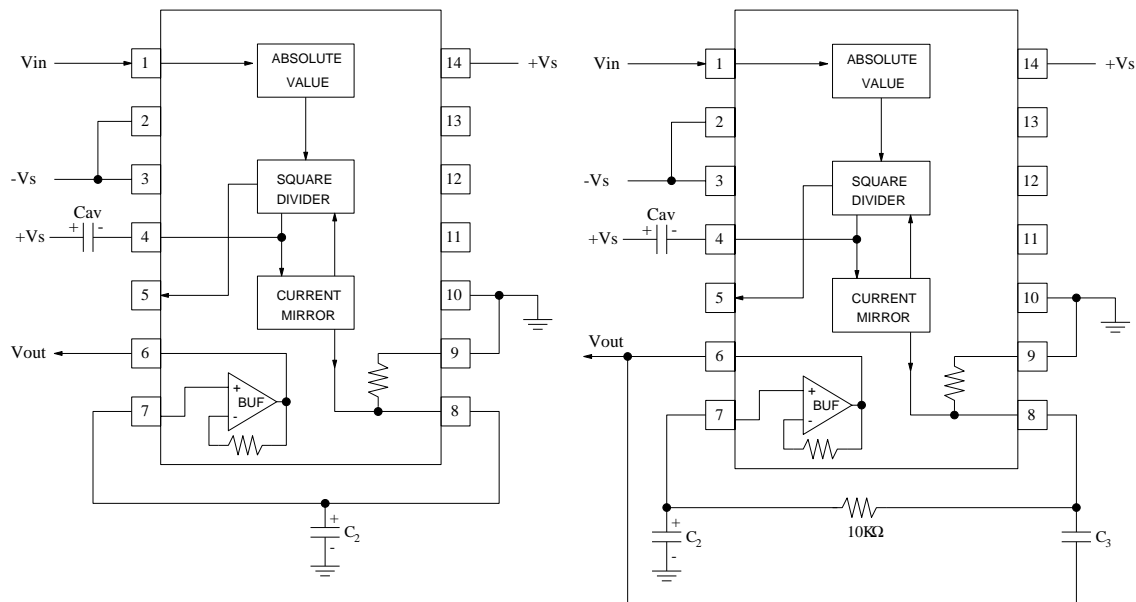 Vin
1
ABSOLUTE
VALUE
14
+Vs
2
13
-Vs
3
SQUARE
DIVIDER
12
Cav
+Vs
+
-
4
11
5
CURRENT
MIRROR
10
Vout
6
9
7
+
-
BUF
8
+
-
C2
Vin
1
ABSOLUTE
VALUE
14
+Vs
2
13
-Vs
3
SQUARE
DIVIDER
12
Cav
+Vs
+
-
4
11
5
CURRENT
MIRROR
10
Vout
6
9
7
+
-
BUF
8
+
-
C2
10KΩ
C3